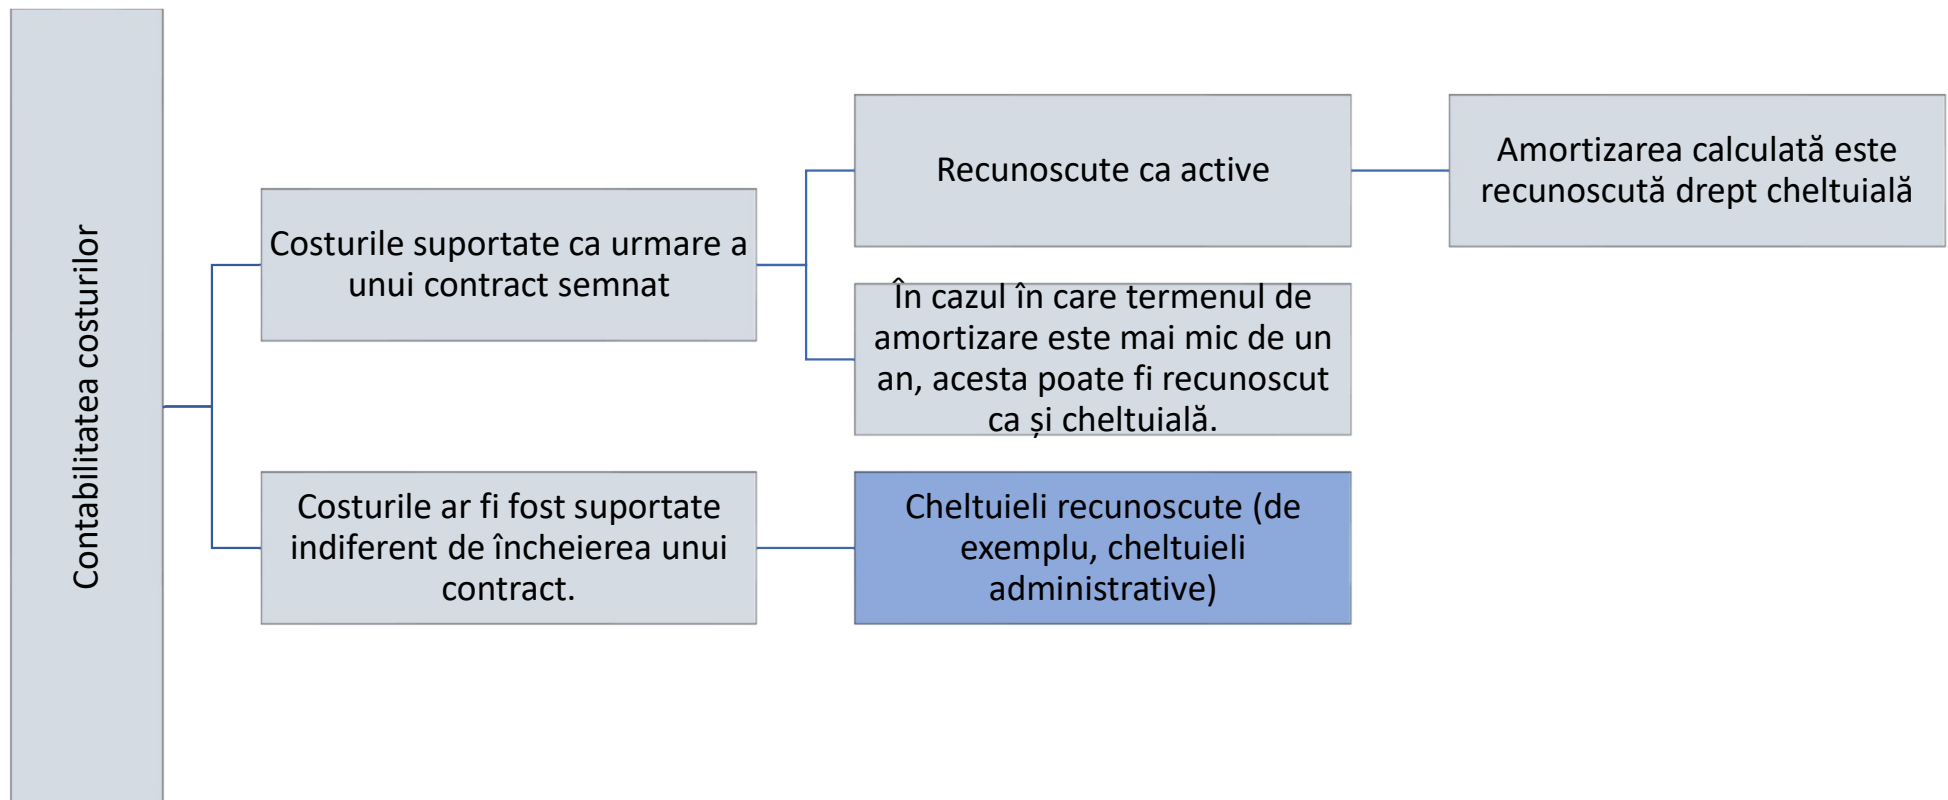 Contabilitatea costurilor
Costurile suportate ca urmare a
unui contract semnat
Recunoscute ca active
Amortizarea calculată este
recunoscută drept cheltuială
În cazul în care termenul de
amortizare este mai mic de un
an, acesta poate fi recunoscut
ca și cheltuială.
Costurile ar fi fost suportate
indiferent de încheierea unui
contract.
Cheltuieli recunoscute (de
exemplu, cheltuieli
administrative)